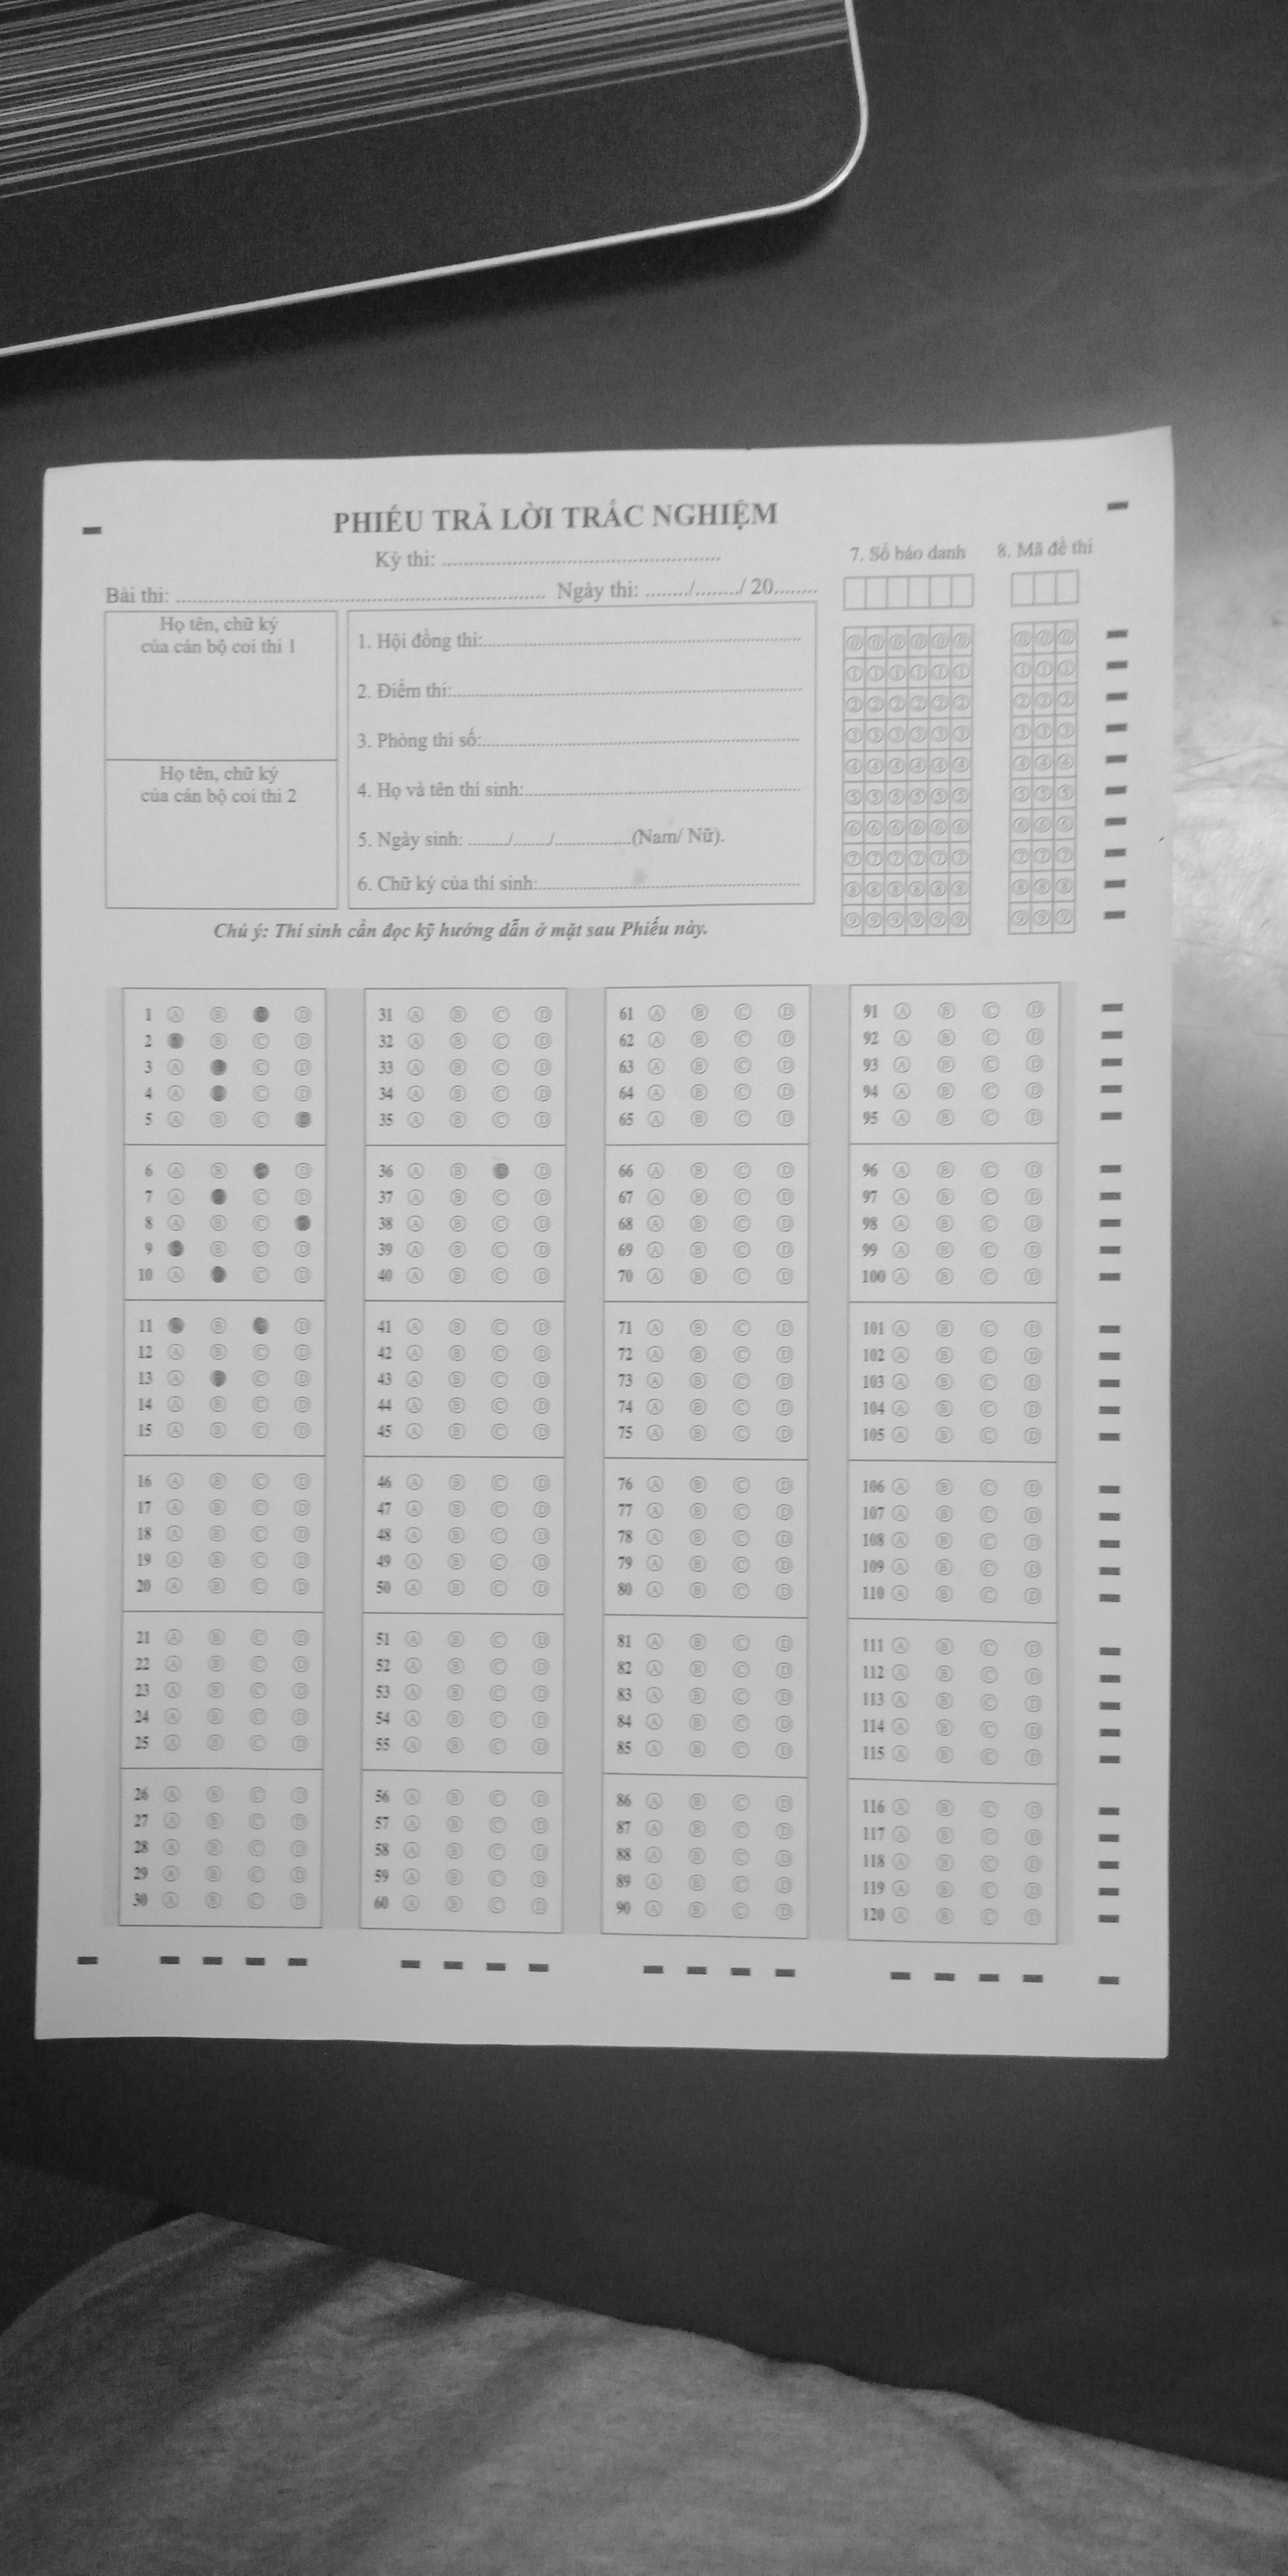 PHIẾU TRẢ LỜI TRẮC NGHIỆM
Kỳ thi: ........................................
Bài thi: ........................................ Ngày thi: ......../......../ 20........
7. Số báo danh
8. Mã đề thi
Họ tên, chữ ký
của cán bộ coi thi 1
Họ tên, chữ ký
của cán bộ coi thi 2
1. Hội đồng thi:........................................
2. Điểm thi:........................................
3. Phòng thi số:........................................
4. Họ và tên thí sinh:........................................
5. Ngày sinh: ......../......../................(Nam/ Nữ).
6. Chữ ký của thí sinh:........................................
0 0 0 0 0 0 0 0 0
1 1 1 1 1 1 1 1 1
2 2 2 2 2 2 2 2 2
3 3 3 3 3 3 3 3 3
4 4 4 4 4 4 4 4 4
5 5 5 5 5 5 5 5 5
6 6 6 6 6 6 6 6 6
7 7 7 7 7 7 7 7 7
8 8 8 8 8 8 8 8 8
9 9 9 9 9 9 9 9 9
Chú ý: Thí sinh cần đọc kỹ hướng dẫn ở mặt sau Phiếu này.
1 A B D
2 B C D
3 A C D
4 A C D
5 A B C
6 A B D
7 A C D
8 A B C
9 B C D
10 A C D
11 B D
12 A B C D
13 A C D
14 A B C D
15 A B C D
16 A B C D
17 A B C D
18 A B C D
19 A B C D
20 A B C D
21 A B C D
22 A B C D
23 A B C D
24 A B C D
25 A B C D
26 A B C D
27 A B C D
28 A B C D
29 A B C D
30 A B C D
31 A B C D
32 A B C D
33 A B C D
34 A B C D
35 A B C D
36 A B D
37 A B C D
38 A B C D
39 A B C D
40 A B C D
41 A B C D
42 A B C D
43 A B C D
44 A B C D
45 A B C D
46 A B C D
47 A B C D
48 A B C D
49 A B C D
50 A B C D
51 A B C D
52 A B C D
53 A B C D
54 A B C D
55 A B C D
56 A B C D
57 A B C D
58 A B C D
59 A B C D
60 A B C D
61 A B C D
62 A B C D
63 A B C D
64 A B C D
65 A B C D
66 A B C D
67 A B C D
68 A B C D
69 A B C D
70 A B C D
71 A B C D
72 A B C D
73 A B C D
74 A B C D
75 A B C D
76 A B C D
77 A B C D
78 A B C D
79 A B C D
80 A B C D
81 A B C D
82 A B C D
83 A B C D
84 A B C D
85 A B C D
86 A B C D
87 A B C D
88 A B C D
89 A B C D
90 A B C D
91 A B C D
92 A B C D
93 A B C D
94 A B C D
95 A B C D
96 A B C D
97 A B C D
98 A B C D
99 A B C D
100 A B C D
101 A B C D
102 A B C D
103 A B C D
104 A B C D
105 A B C D
106 A B C D
107 A B C D
108 A B C D
109 A B C D
110 A B C D
111 A B C D
112 A B C D
113 A B C D
114 A B C D
115 A B C D
116 A B C D
117 A B C D
118 A B C D
119 A B C D
120 A B C D